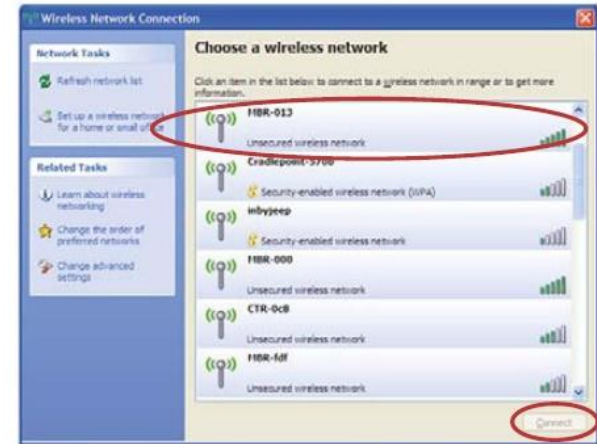 Wireless Network Connection
Network Tasks
Refresh network list
Set up a wireless network
for a home or small office
Related Tasks
Learn about wireless
networking
Change the order of
preferred networks
Change advanced
settings
Choose a wireless network
Click an item in the list below to connect to a wireless network in range or to get more
information.
MBR-013
Unsecured wireless network
Cradlepoint-5700
Security-enabled wireless network (WPA)
inbyjeep
Security-enabled wireless network
MBR-000
Unsecured wireless network
CTR-0c8
Unsecured wireless network
MBR-fdf
Unsecured wireless network
Connect